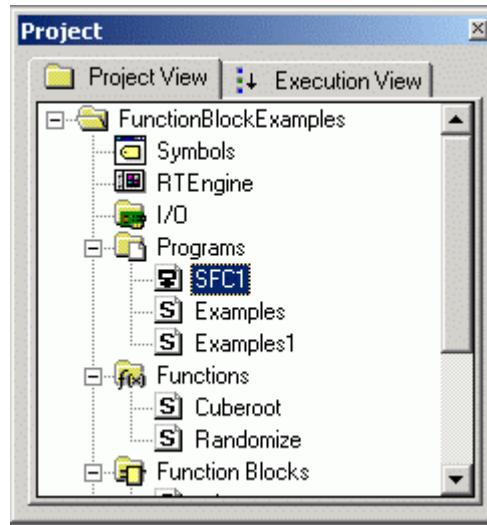 Project
Project View
Execution View
FunctionBlockExamples
Symbols
RTEngine
I/O
Programs
SFC1
S Examples
S Examples1
f(x) Functions
S Cuberoot
S Randomize
Function Blocks